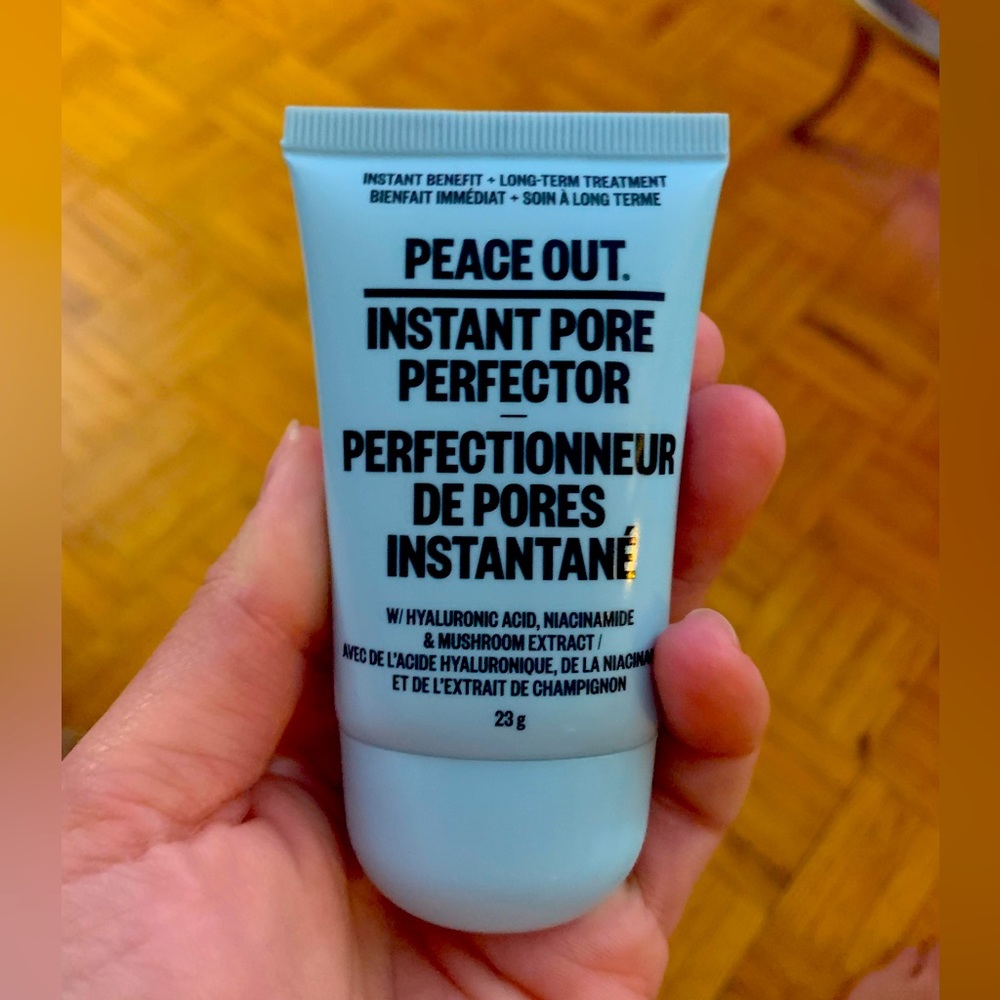 INSTANT BENEFIT + LONG-TERM TREATMENT
BIENFAIT IMMÉDIAT + SOIN À LONG TERME
PEACE OUT.
INSTANT PORE
PERFECTOR
—
PERFECTIONNEUR
DE PORES
INSTANTANÉ
W/ HYALURONIC ACID, NIACINAMIDE
& MUSHROOM EXTRACT /
AVEC DE L'ACIDE HYALURONIQUE, DE LA
ET DE L'EXTRAIT DE CHAMPIGNON
23 g